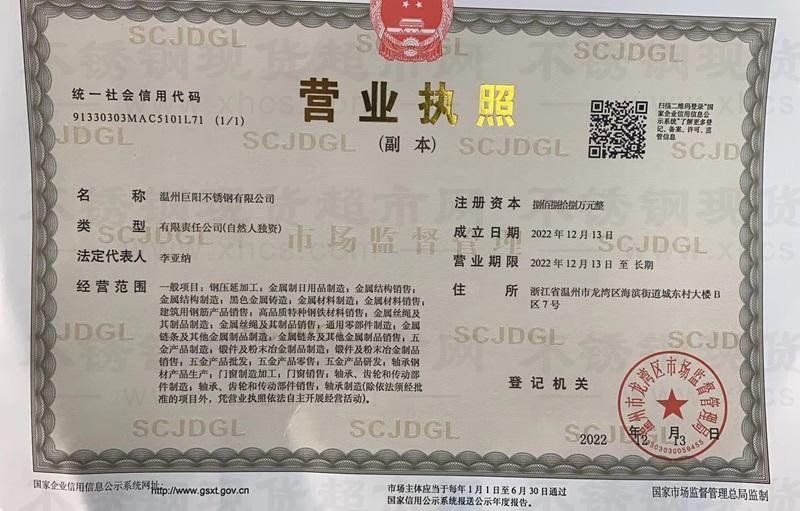 统一社会信用代码
91330303MAC5101L71 (1/1)
营业执照
(副 本)
扫描二维码登录"国
家企业信用信息公
示系统"了解更多登
记、备案、许可、监
管信息
名 称 温州巨阳不锈钢有限公司
类 型 有限责任公司(自然人独资)
法定代表人 李亚纳
经营范围 一般项目：钢压延加工；金属制日用品制造；金属结构销售；
金属结构制造；黑色金属铸造；金属材料制造；金属材料销售；
建筑用钢筋产品销售；高品质特种钢铁材料销售；金属丝绳及
其制品制造；金属丝绳及其制品销售；通用零部件制造；金属
链条及其他金属制品制造；金属链条及其他金属制品销售；五
金产品制造；锻件及粉末冶金制品制造；锻件及粉末冶金制品销
售；五金产品批发；五金产品零售；五金产品研发；轴承钢
材产品生产；门窗制造加工；门窗销售；轴承、齿轮和传动部
件制造；轴承、齿轮和传动部件销售；轴承制造(除依法须经批
准的项目外，凭营业执照依法自主开展经营活动)。
注册资本 捌佰捌拾捌万元整
成立日期 2022年12月13日
营业期限 2022年12月13日 至 长期
住 所 浙江省温州市龙湾区海滨街道城东村大楼B
区7号
登记机关
温州市龙湾区市场监督管理局
2022 年 12 月 13 日
国家企业信用信息公示系统网址：http://www.gsxt.gov.cn
市场主体应当于每年1月1日至6月30日通过
国家信用公示系统报送公示年度报告。
国家市场监督管理总局监制
SCJDGL
市场监督管理